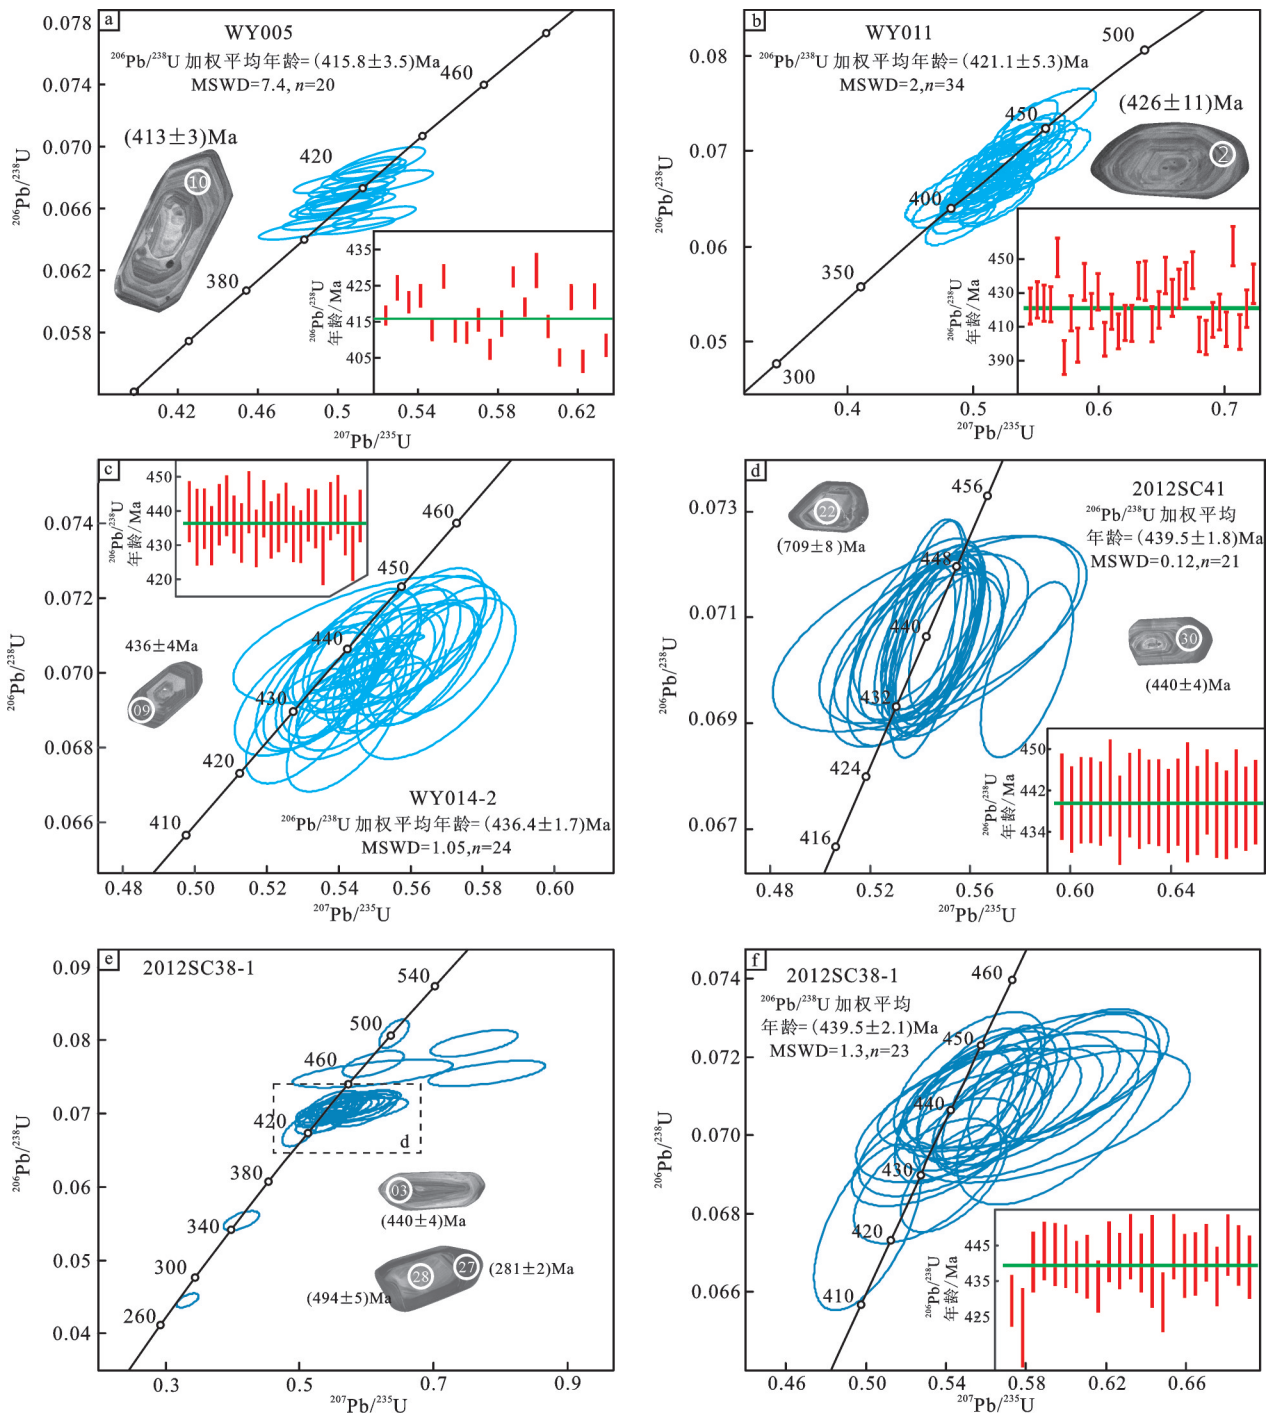 a
WY005
²⁰⁶Pb/²³⁸U 加权平均年龄=(415.8±3.5)Ma
MSWD=7.4, n=20
(413±3)Ma
10
460
420
380
0.078
0.074
0.070
0.066
0.062
0.058
²⁰⁶Pb/²³⁸U
0.42
0.46
0.50
0.54
0.58
0.62
²⁰⁷Pb/²³⁵U
435
425
415
405
²⁰⁶Pb/²³⁸U
年龄/Ma
b
WY011
²⁰⁶Pb/²³⁸U 加权平均年龄=(421.1±5.3)Ma
MSWD=2,n=34
(426±11)Ma
2
500
450
400
350
300
0.08
0.07
0.06
0.05
²⁰⁶Pb/²³⁸U
0.4
0.5
0.6
0.7
²⁰⁷Pb/²³⁵U
450
430
410
390
²⁰⁶Pb/²³⁸U
年龄/Ma
c
450
440
430
420
²⁰⁶Pb/²³⁸U
年龄/Ma
460
450
440
430
420
410
436±4Ma
09
WY014-2
²⁰⁶Pb/²³⁸U 加权平均年龄=(436.4±1.7)Ma
MSWD=1.05,n=24
0.074
0.072
0.070
0.068
0.066
²⁰⁶Pb/²³⁸U
0.48
0.50
0.52
0.54
0.56
0.58
0.60
²⁰⁷Pb/²³⁵U
d
2012SC41
²⁰⁶Pb/²³⁸U 加权平均
年龄=(439.5±1.8)Ma
MSWD=0.12,n=21
22
(709±8)Ma
30
(440±4)Ma
456
448
440
432
424
416
0.073
0.071
0.069
0.067
²⁰⁶Pb/²³⁸U
0.48
0.52
0.56
0.60
0.64
²⁰⁷Pb/²³⁵U
450
442
434
²⁰⁶Pb/²³⁸U
年龄/Ma
e
2012SC38-1
540
500
460
420
380
340
300
260
d
03
(440±4)Ma
28
27
(281±2)Ma
(494±5)Ma
0.09
0.08
0.07
0.06
0.05
0.04
²⁰⁶Pb/²³⁸U
0.3
0.5
0.7
0.9
²⁰⁷Pb/²³⁵U
f
2012SC38-1
²⁰⁶Pb/²³⁸U 加权平均
年龄=(439.5±2.1)Ma
MSWD=1.3,n=23
460
450
440
430
420
410
0.074
0.072
0.070
0.068
0.066
²⁰⁶Pb/²³⁸U
0.46
0.50
0.54
0.58
0.62
0.66
²⁰⁷Pb/²³⁵U
445
435
425
²⁰⁶Pb/²³⁸U
年龄/Ma